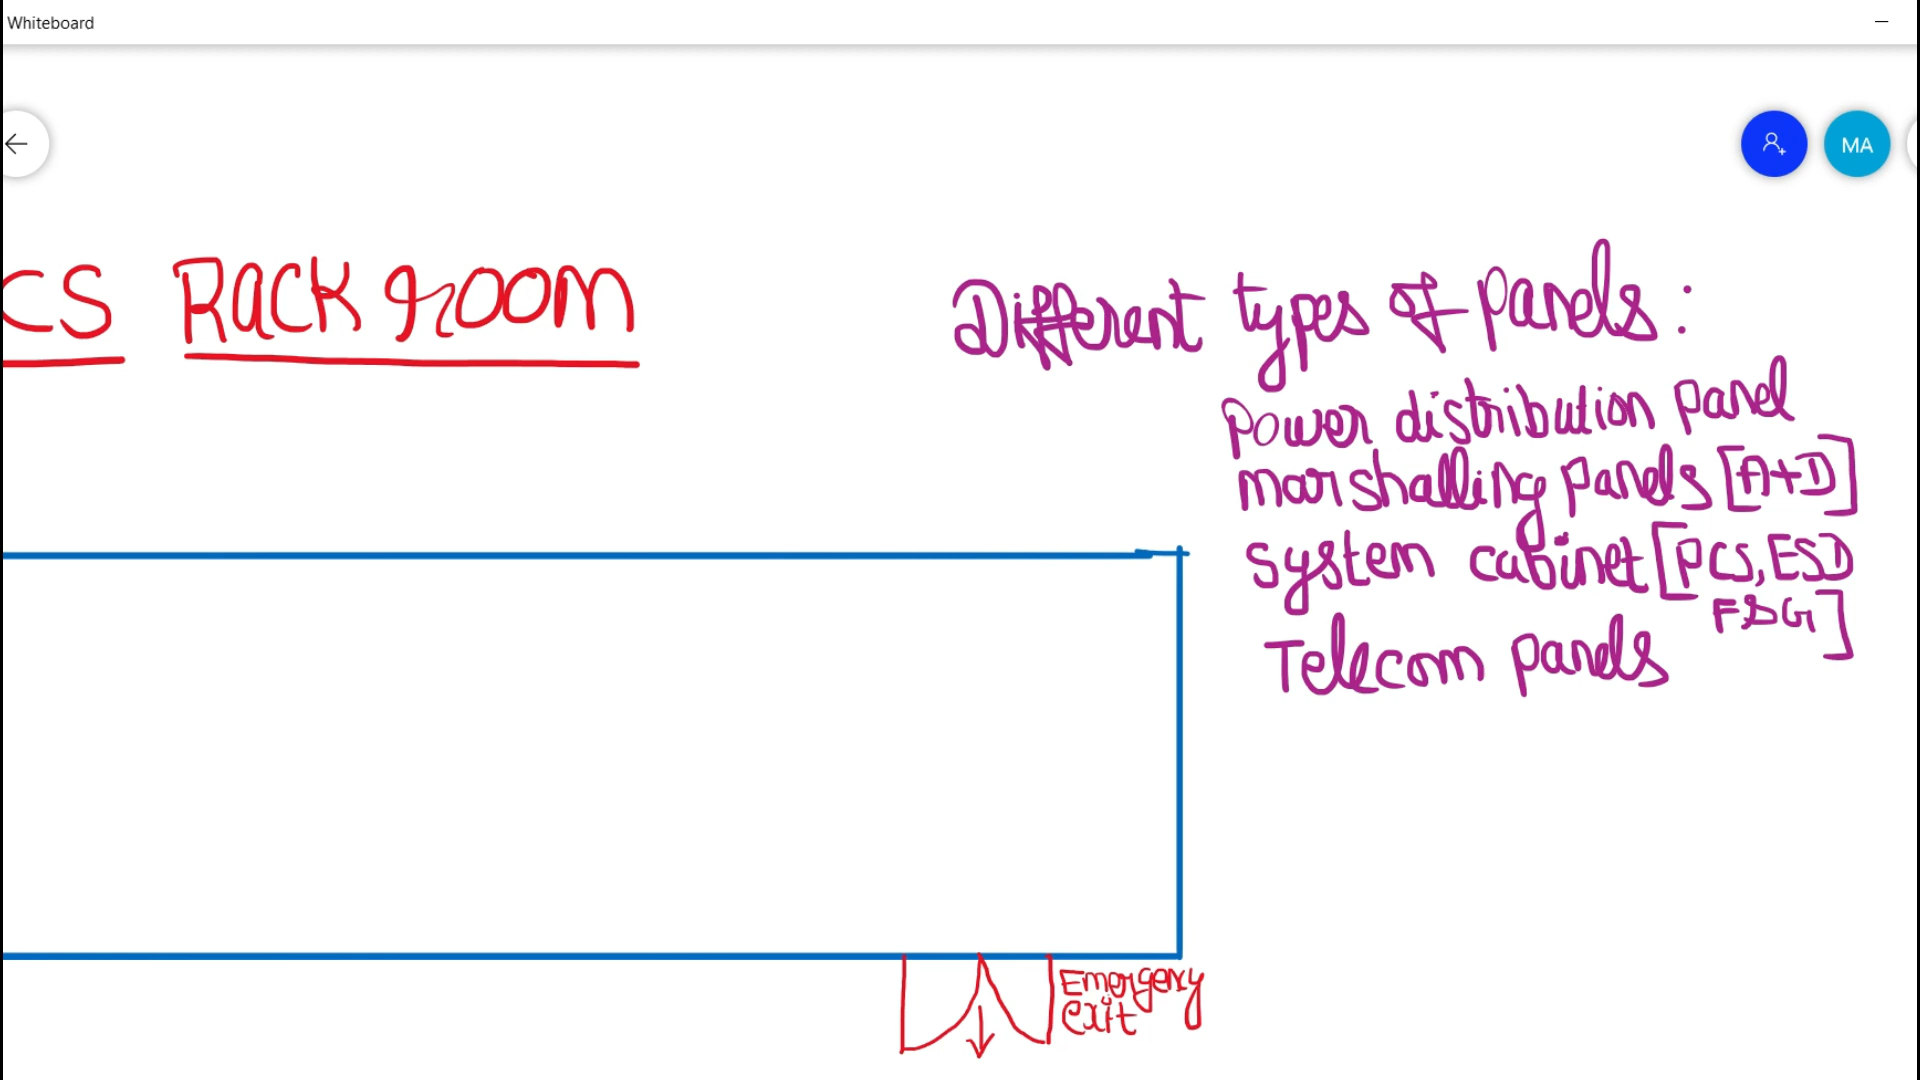 Whiteboard
MA
CS Rack room
Different types of panels:
Power distribution panel
marshalling panels [A+D]
system cabinet [PCS, ESD
FSG]
Telecom panels
Emergency
exit